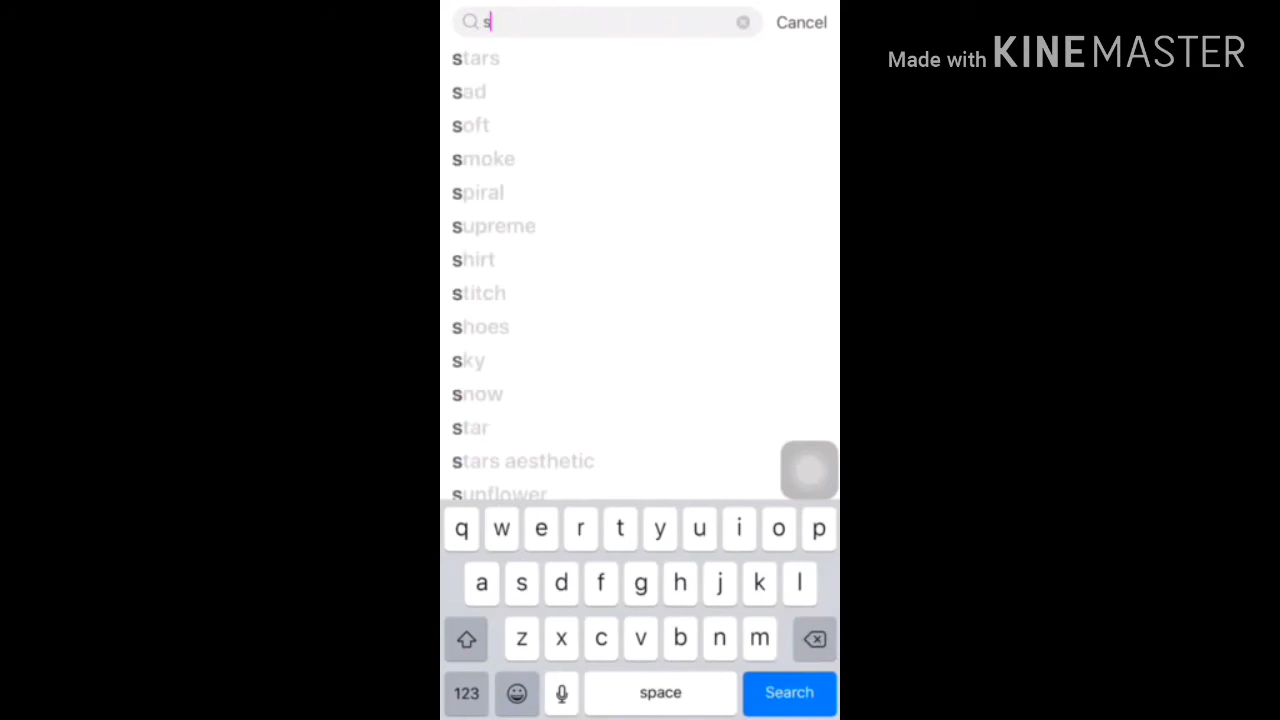 s
Cancel
Made with KINEMASTER
stars
sad
soft
smoke
spiral
supreme
shirt
stitch
shoes
sky
snow
star
stars aesthetic
sunflower
q w e r t y u i o p
a s d f g h j k l
z x c v b n m
123
space
Search